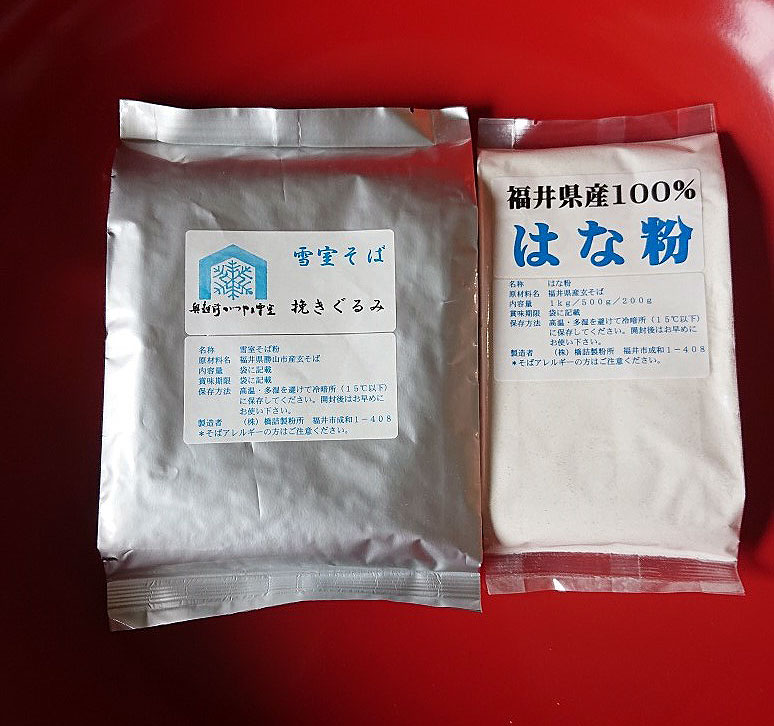 雪室そば
奥越前かつやま雪室
挽きぐるみ
名称 雪室そば粉
原材料名 福井県勝山市産玄そば
内容量 袋に記載
賞味期限 袋に記載
保存方法 高温・多湿を避けて冷暗所(15℃以下)
に保存してください。開封後はお早めに
お使い下さい。
製造者 (株)橋詰製粉所 福井市成和1-408
*そばアレルギーの方はご注意ください。
福井県産100%
はな粉
名称 はな粉
原材料名 福井県産玄そば
内容量 1kg/500g/200g
賞味期限 袋に記載
保存方法 高温・多湿を避けて冷暗所(15℃以下)
に保存してください。開封後はお早めに
お使い下さい。
製造者 (株)橋詰製粉所 福井市成和1-408
*そばアレルギーの方はご注意ください。